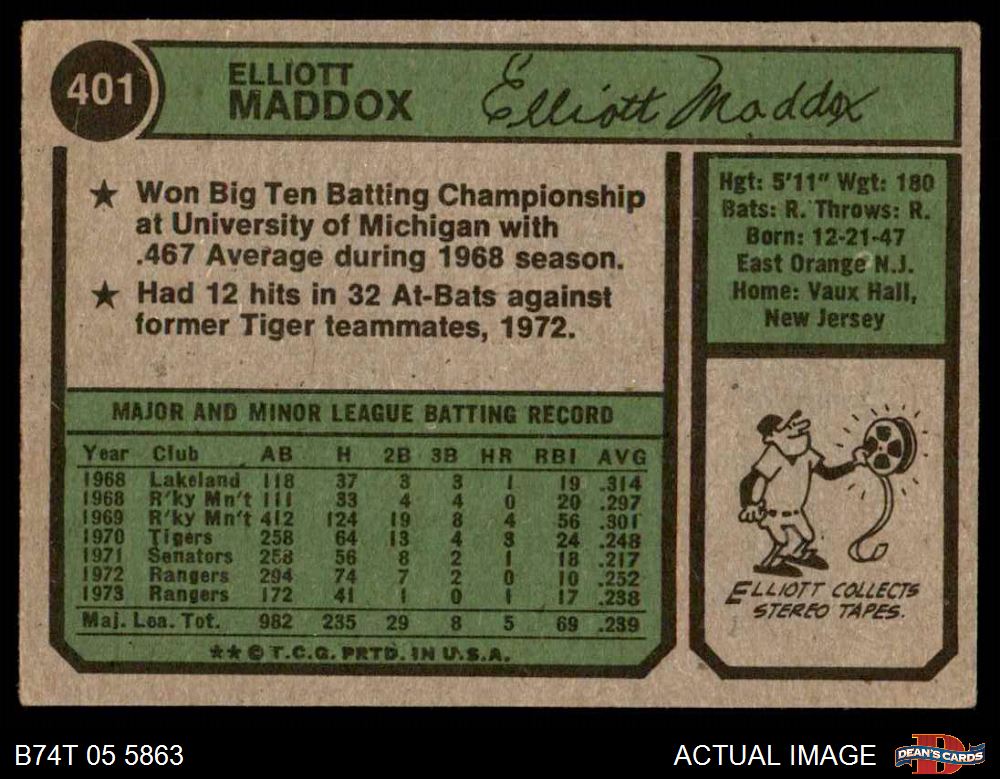 401
ELLIOTT
MADDOX
Elliott Maddox
★ Won Big Ten Batting Championship
at University of Michigan with
.467 Average during 1968 season.
★ Had 12 hits in 32 At-Bats against
former Tiger teammates, 1972.
Hgt: 5'11" Wgt: 180
Bats: R. Throws: R.
Born: 12-21-47
East Orange N.J.
Home: Vaux Hall,
New Jersey
MAJOR AND MINOR LEAGUE BATTING RECORD
Year Club AB H 2B 3B HR RBI AVG
1968 Lakeland 118 37 3 3 1 19 .314
1968 R'ky Mn't 111 33 4 4 0 20 .297
1969 R'ky Mn't 412 124 19 8 4 56 .301
1970 Tigers 258 64 13 4 3 24 .248
1971 Senators 258 56 8 2 1 18 .217
1972 Rangers 294 74 7 2 0 10 .252
1973 Rangers 172 41 1 0 1 17 .238
Maj. Lea. Tot. 982 235 29 8 5 69 .239
★★ © T.C.G. PRTD. IN U.S.A.
ELLIOTT COLLECTS
STEREO TAPES.
B74T 05 5863
ACTUAL IMAGE
DEAN'S CARDS